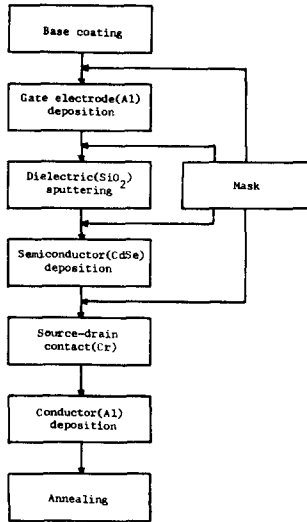 Base coating
Gate electrode(Al)
deposition
Dielectric(SiO2)
sputtering
Mask
Semiconductor(CdSe)
deposition
Source-drain
contact(Cr)
Conductor(Al)
deposition
Annealing